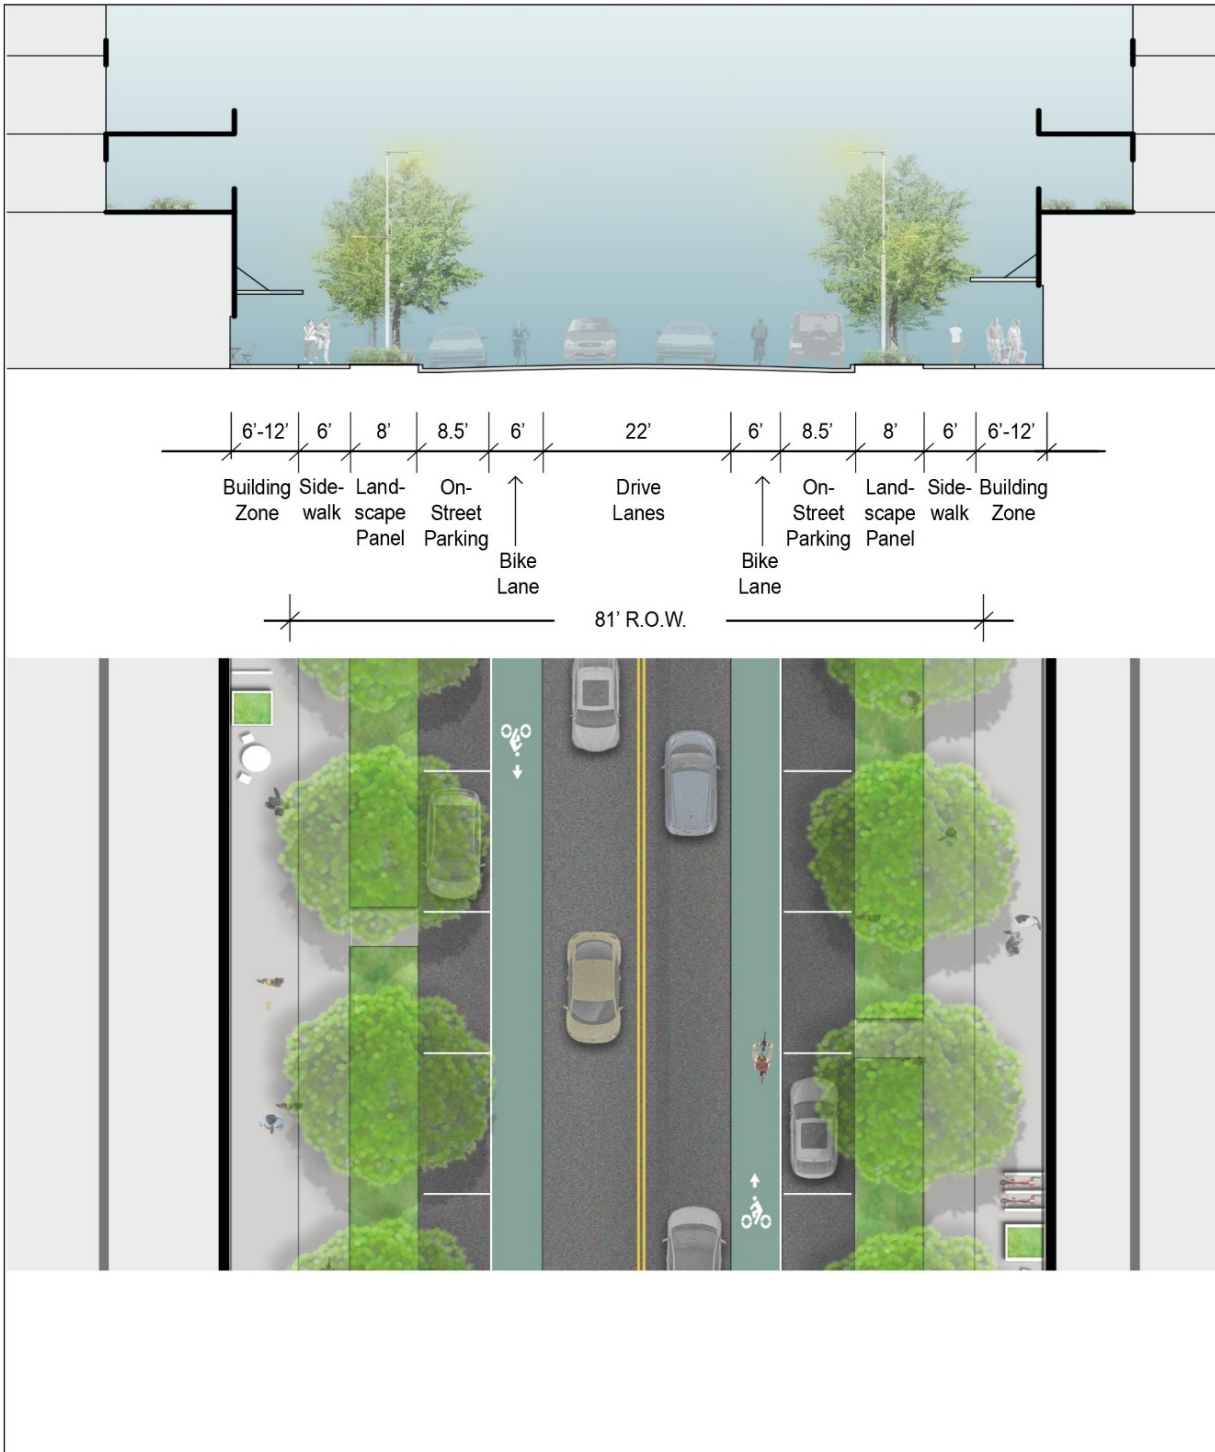 6'-12' 6' 8' 8.5' 6' 22' 6' 8.5' 8' 6' 6'-12'
Building Zone
Side-
walk
Land-
scape
Panel
On-
Street
Parking
Bike
Lane
Drive
Lanes
Bike
Lane
On-
Street
Parking
Land-
scape
Panel
Side-
walk
Building
Zone
81' R.O.W.